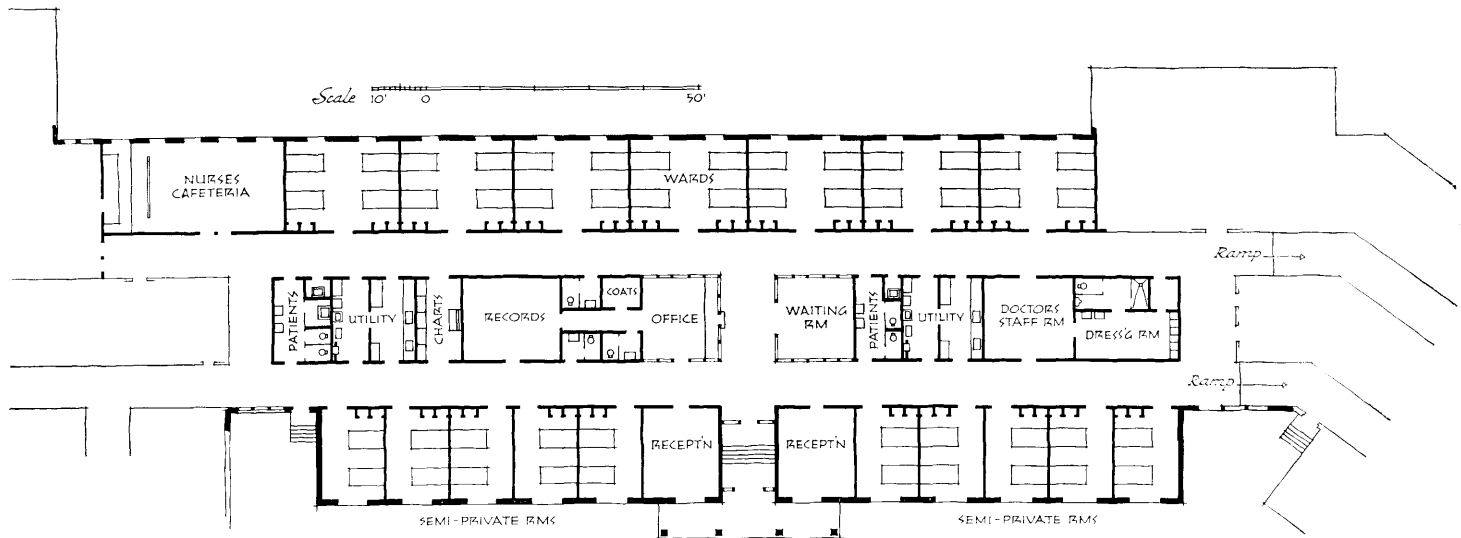 Scale 10' 0 50'
NURSES
CAFETERIA
WARDS
Ramp
PATIENTS
UTILITY
CHARTS
RECORDS
COATS
OFFICE
WAITING
RM
PATIENTS
UTILITY
DOCTORS
STAFF RM
DRESS'G RM
Ramp
RECEPT'N
RECEPT'N
SEMI-PRIVATE RMS
SEMI-PRIVATE RMS